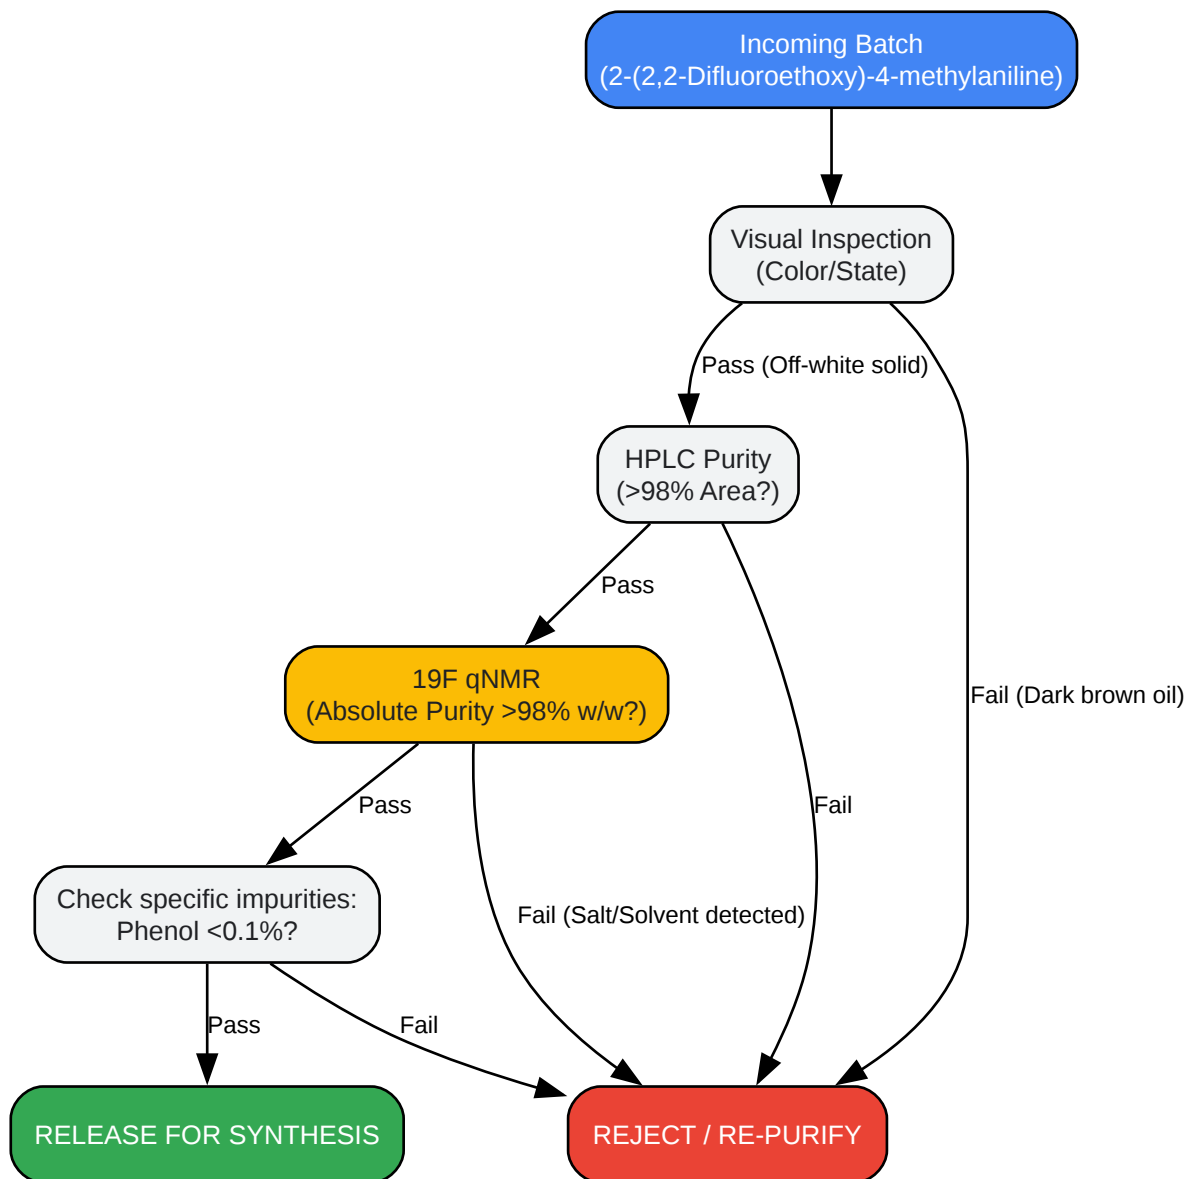 Incoming Batch
(2-(2,2-Difluoroethoxy)-4-methylaniline)
Visual Inspection
(Color/State)
Pass (Off-white solid)
HPLC Purity
(>98% Area?)
Pass
19F qNMR
(Absolute Purity >98% w/w?)
Fail (Dark brown oil)
Pass
Fail
Check specific impurities:
Phenol <0.1%?
Fail (Salt/Solvent detected)
Pass
Fail
RELEASE FOR SYNTHESIS
REJECT / RE-PURIFY